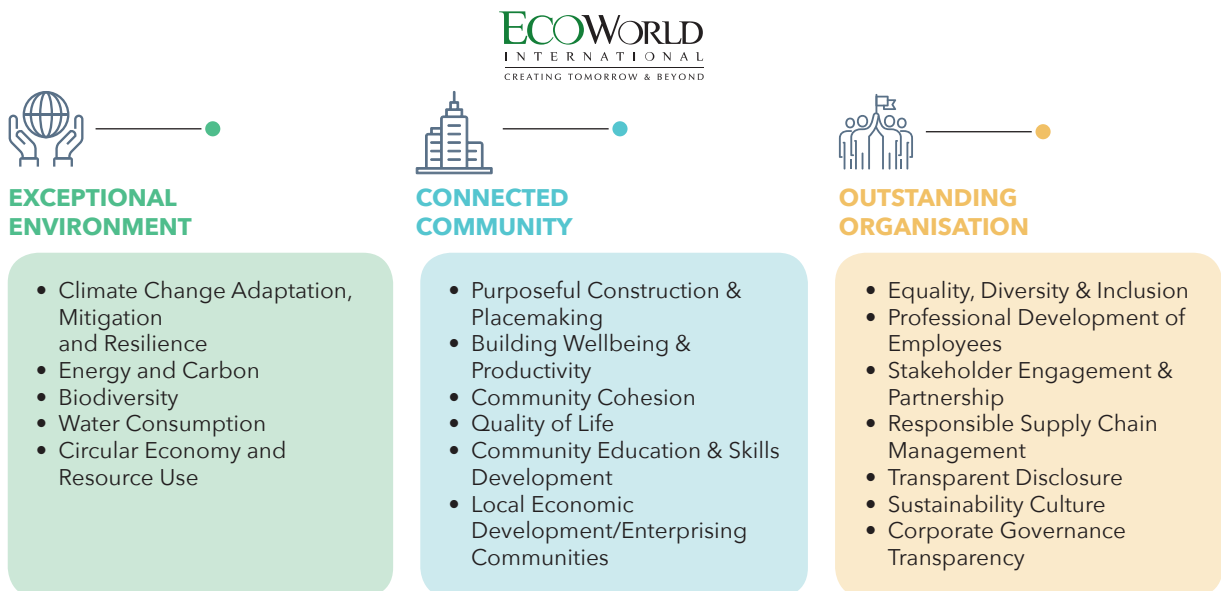 ECOWORLD
INTERNATIONAL
CREATING TOMORROW & BEYOND
EXCEPTIONAL
ENVIRONMENT
• Climate Change Adaptation,
Mitigation
and Resilience
• Energy and Carbon
• Biodiversity
• Water Consumption
• Circular Economy and
Resource Use
CONNECTED
COMMUNITY
• Purposeful Construction &
Placemaking
• Building Wellbeing &
Productivity
• Community Cohesion
• Quality of Life
• Community Education & Skills
Development
• Local Economic
Development/Enterprising
Communities
OUTSTANDING
ORGANISATION
• Equality, Diversity & Inclusion
• Professional Development of
Employees
• Stakeholder Engagement &
Partnership
• Responsible Supply Chain
Management
• Transparent Disclosure
• Sustainability Culture
• Corporate Governance
Transparency